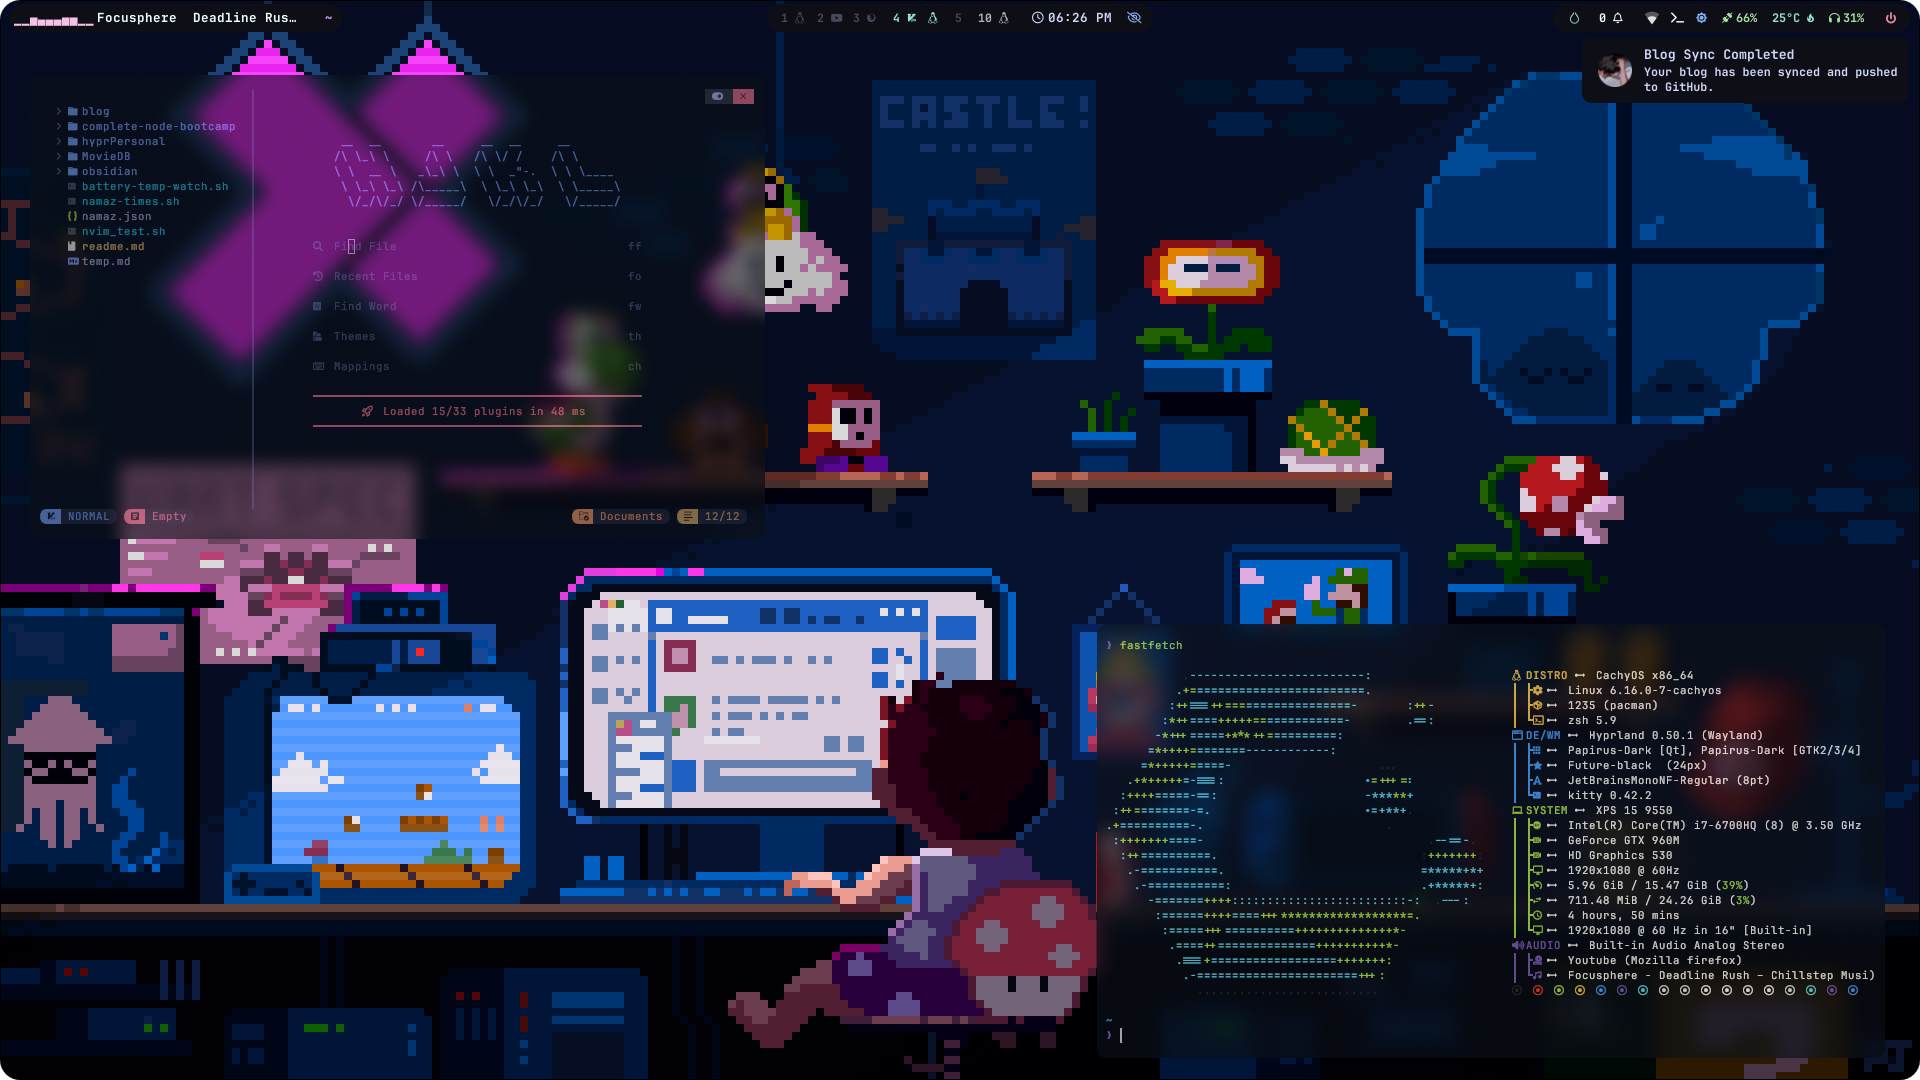 Focusphere  Deadline Rus… ~
1 2 3 4 5 10 06:26 PM
0 66% 25°C 31%
Blog Sync Completed
Your blog has been synced and pushed
to GitHub.
CASTLE!
blog
complete-node-bootcamp
hyprPersonal
MovieDB
obsidian
battery-temp-watch.sh
namaz-times.sh
{} namaz.json
nvim_test.sh
readme.md
temp.md
Find File ff
Recent Files fo
Find Word fw
Themes th
Mappings ch
Loaded 15/33 plugins in 48 ms
NORMAL Empty Documents 12/12
❯ fastfetch
DISTRO CachyOS x86_64
Linux 6.16.0-7-cachyos
1235 (pacman)
zsh 5.9
DE/WM Hyprland 0.50.1 (Wayland)
Papirus-Dark [Qt], Papirus-Dark [GTK2/3/4]
Future-black  (24px)
JetBrainsMonoNF-Regular (8pt)
kitty 0.42.2
SYSTEM XPS 15 9550
Intel(R) Core(TM) i7-6700HQ (8) @ 3.50 GHz
GeForce GTX 960M
HD Graphics 530
1920x1080 @ 60Hz
5.96 GiB / 15.47 GiB (39%)
711.48 MiB / 24.26 GiB (3%)
4 hours, 50 mins
1920x1080 @ 60 Hz in 16" [Built-in]
AUDIO Built-in Audio Analog Stereo
Youtube (Mozilla firefox)
Focusphere - Deadline Rush – Chillstep Musi)
~
❯